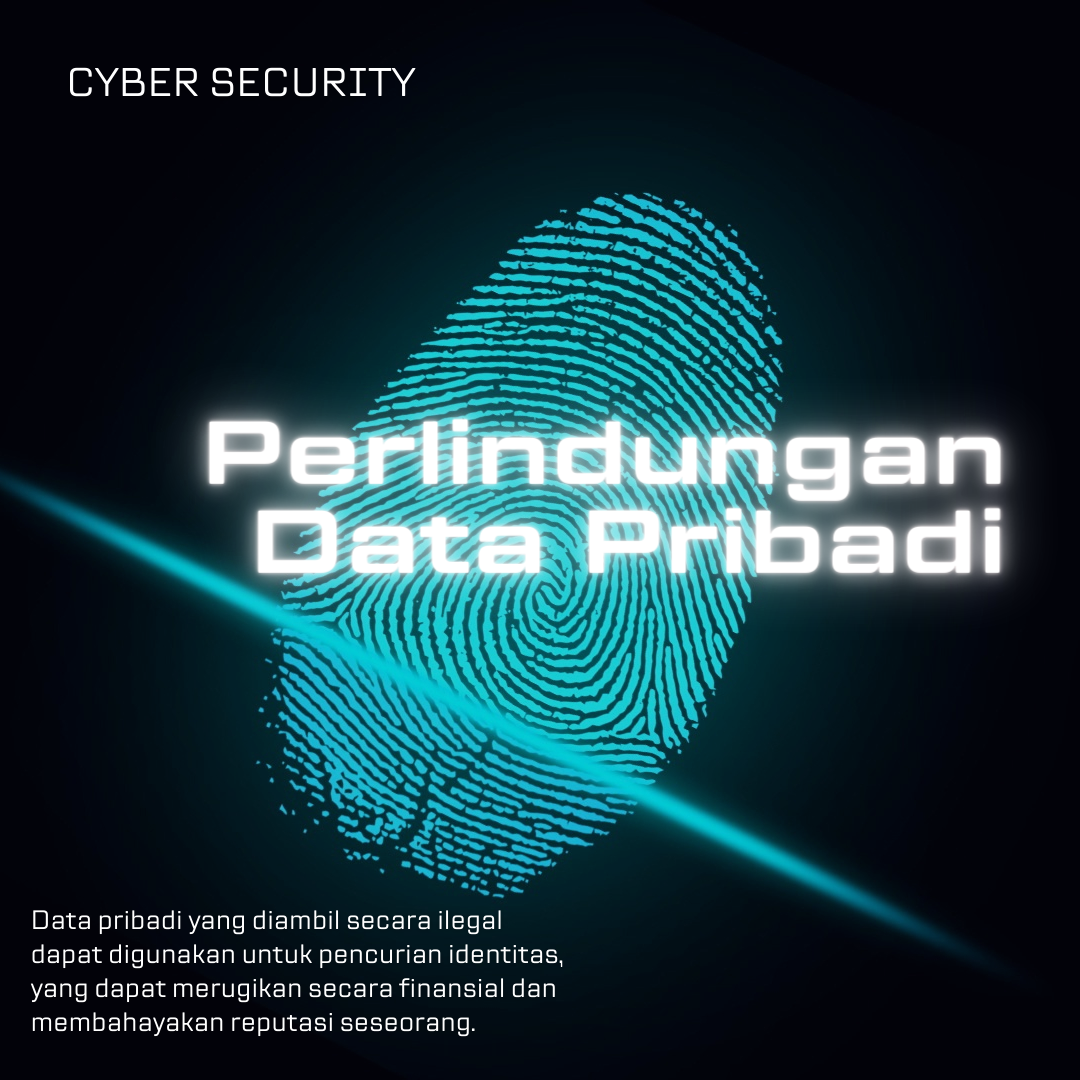 CYBER SECURITY
Perlindungan
Data Pribadi
Data pribadi yang diambil secara ilegal
dapat digunakan untuk pencurian identitas,
yang dapat merugikan secara finansial dan
membahayakan reputasi seseorang.